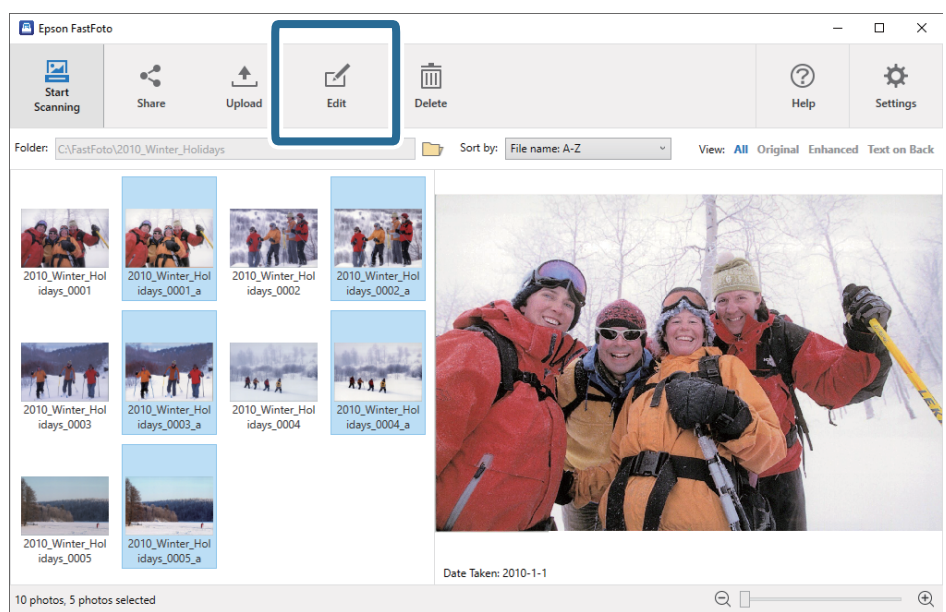 Epson FastFoto
Start
Scanning
Share
Upload
Edit
Delete
Help
Settings
Folder: C:\FastFoto\2010_Winter_Holidays
Sort by: File name: A-Z
View: All Original Enhanced Text on Back
2010_Winter_Hol
idays_0001
2010_Winter_Hol
idays_0001_a
2010_Winter_Hol
idays_0002
2010_Winter_Hol
idays_0002_a
2010_Winter_Hol
idays_0003
2010_Winter_Hol
idays_0003_a
2010_Winter_Hol
idays_0004
2010_Winter_Hol
idays_0004_a
2010_Winter_Hol
idays_0005
2010_Winter_Hol
idays_0005_a
Date Taken: 2010-1-1
10 photos, 5 photos selected